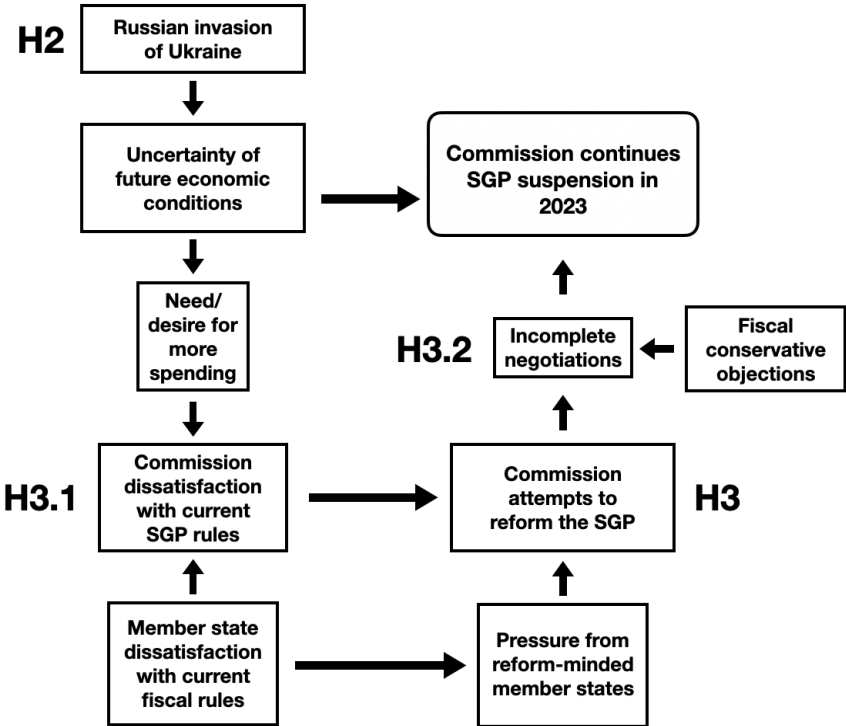 H2
Russian invasion
of Ukraine
Uncertainty of
future economic
conditions
Commission continues
SGP suspension in
2023
Need/
desire for
more
spending
H3.2
Incomplete
negotiations
Fiscal
conservative
objections
H3.1
Commission
dissatisfaction
with current
SGP rules
Commission
attempts to
reform the SGP
H3
Member state
dissatisfaction
with current
fiscal rules
Pressure from
reform-minded
member states